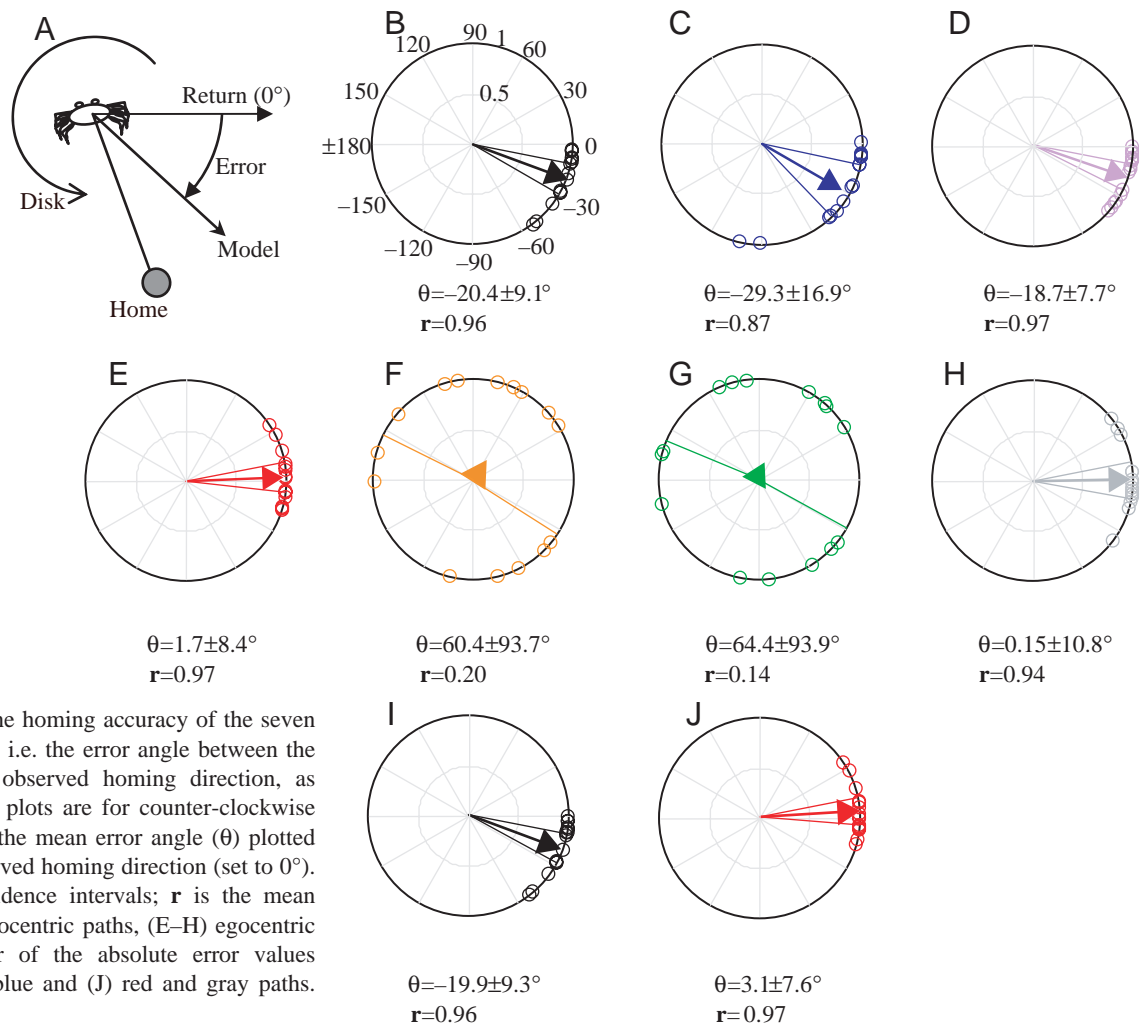 A
Return (0°)
Error
Disk
Model
Home
B
90 1
120
60
150
0.5
30
±180
0
–150
–30
–120
–60
–90
θ=–20.4±9.1°
r=0.96
C
θ=–29.3±16.9°
r=0.87
D
θ=–18.7±7.7°
r=0.97
E
θ=1.7±8.4°
r=0.97
F
θ=60.4±93.7°
r=0.20
G
θ=64.4±93.9°
r=0.14
H
θ=0.15±10.8°
r=0.94
he homing accuracy of the seven
i.e. the error angle between the
observed homing direction, as
plots are for counter-clockwise
the mean error angle (θ) plotted
rved homing direction (set to 0°).
idence intervals; r is the mean
ocentric paths, (E–H) egocentric
r of the absolute error values
blue and (J) red and gray paths.
I
θ=–19.9±9.3°
r=0.96
J
θ=3.1±7.6°
r=0.97